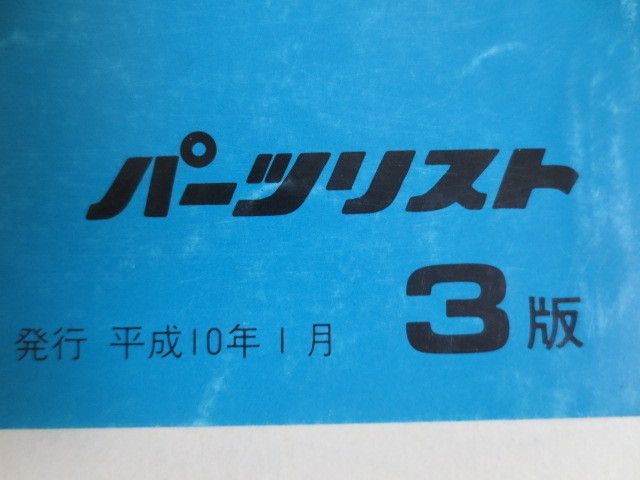 パーツリスト
3版
発行 平成10年1月